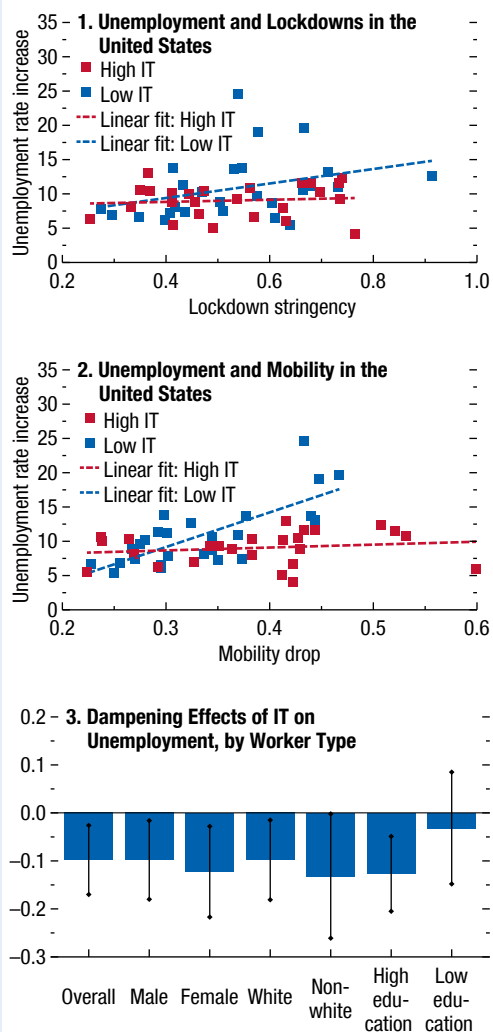 1. Unemployment and Lockdowns in the
United States
High IT
Low IT
Linear fit: High IT
Linear fit: Low IT
Unemployment rate increase
35
30
25
20
15
10
5
0
0.2
0.4
0.6
0.8
1.0
Lockdown stringency
2. Unemployment and Mobility in the
United States
High IT
Low IT
Linear fit: High IT
Linear fit: Low IT
Unemployment rate increase
35
30
25
20
15
10
5
0
0.2
0.3
0.4
0.5
0.6
Mobility drop
3. Dampening Effects of IT on
Unemployment, by Worker Type
0.2
0.1
0.0
–0.1
–0.2
–0.3
Overall
Male
Female
White
Non-
white
High
edu-
cation
Low
edu-
cation